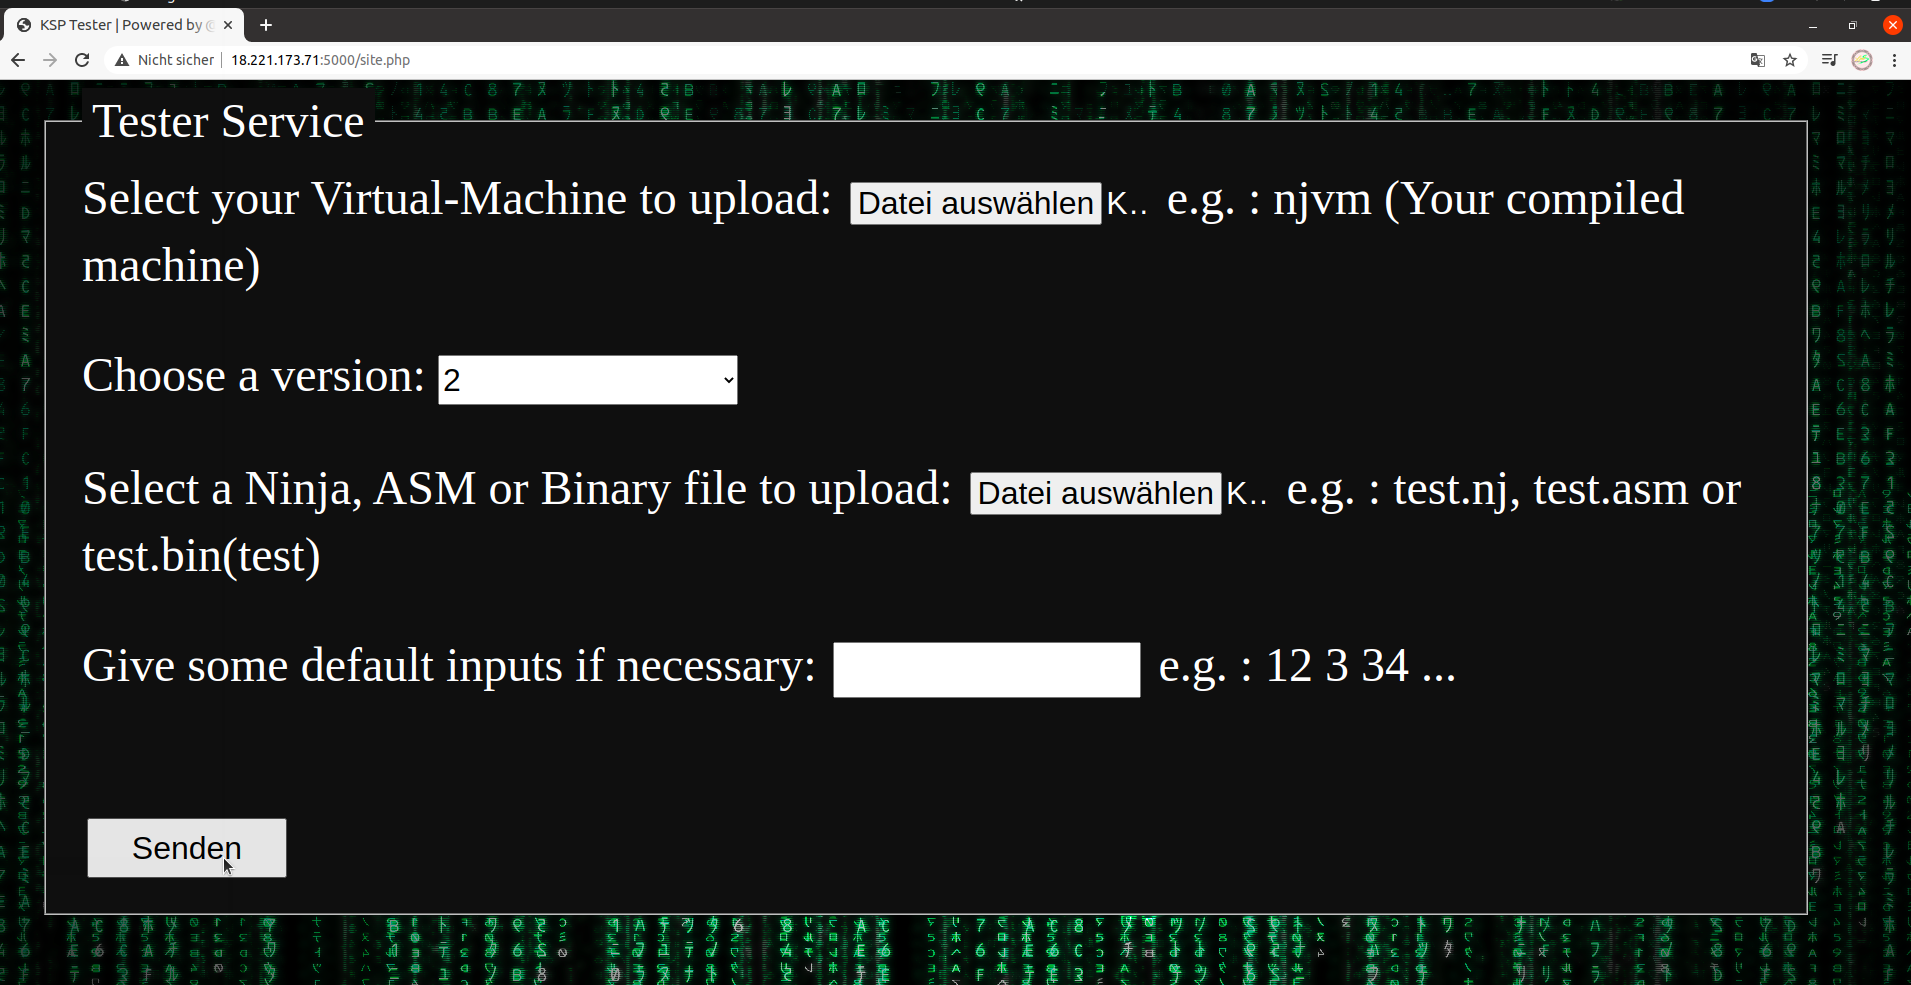 KSP Tester | Powered by @
Nicht sicher
18.221.173.71:5000/site.php
Tester Service
Select your Virtual-Machine to upload: Datei auswählen K.. e.g. : njvm (Your compiled
machine)
Choose a version: 2
Select a Ninja, ASM or Binary file to upload: Datei auswählen K.. e.g. : test.nj, test.asm or
test.bin(test)
Give some default inputs if necessary: e.g. : 12 3 34 ...
Senden